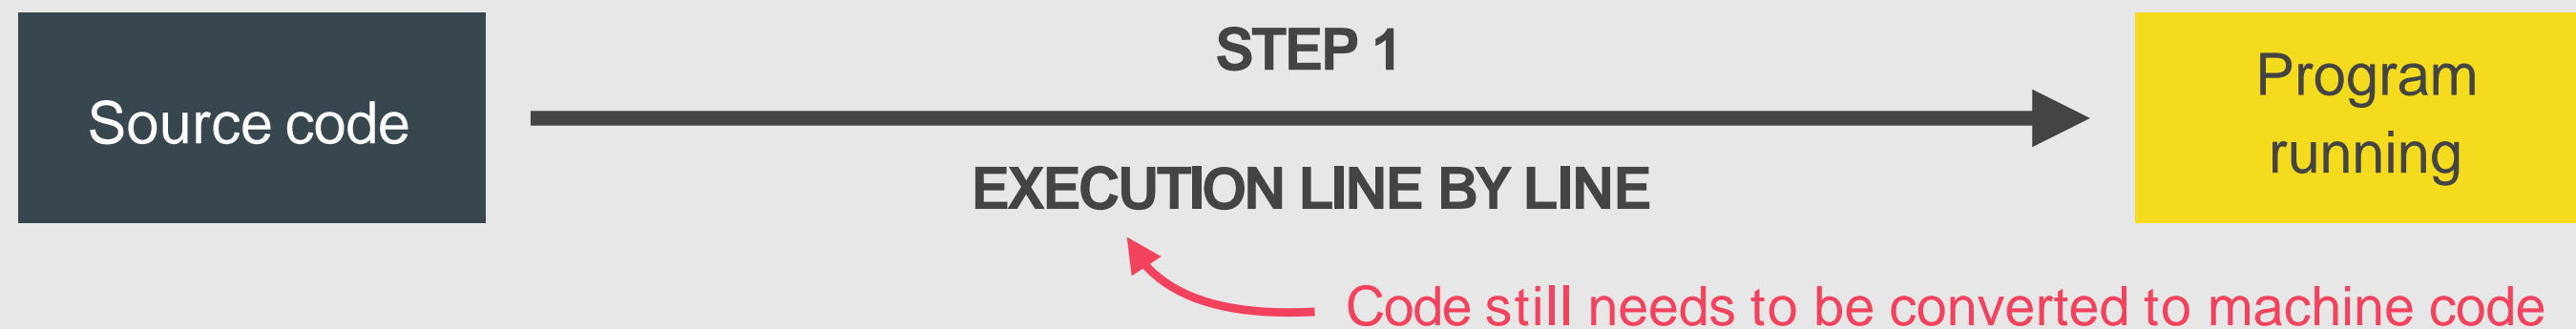 Source code
STEP 1
EXECUTION LINE BY LINE
Program
running
Code still needs to be converted to machine code